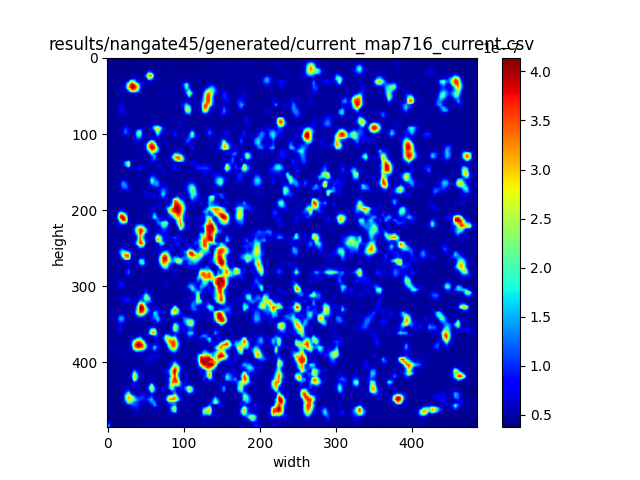 results/nangate45/generated/current_map716_current.csv
1e−7
0
100
200
300
400
height
0 100 200 300 400
width
4.0
3.5
3.0
2.5
2.0
1.5
1.0
0.5